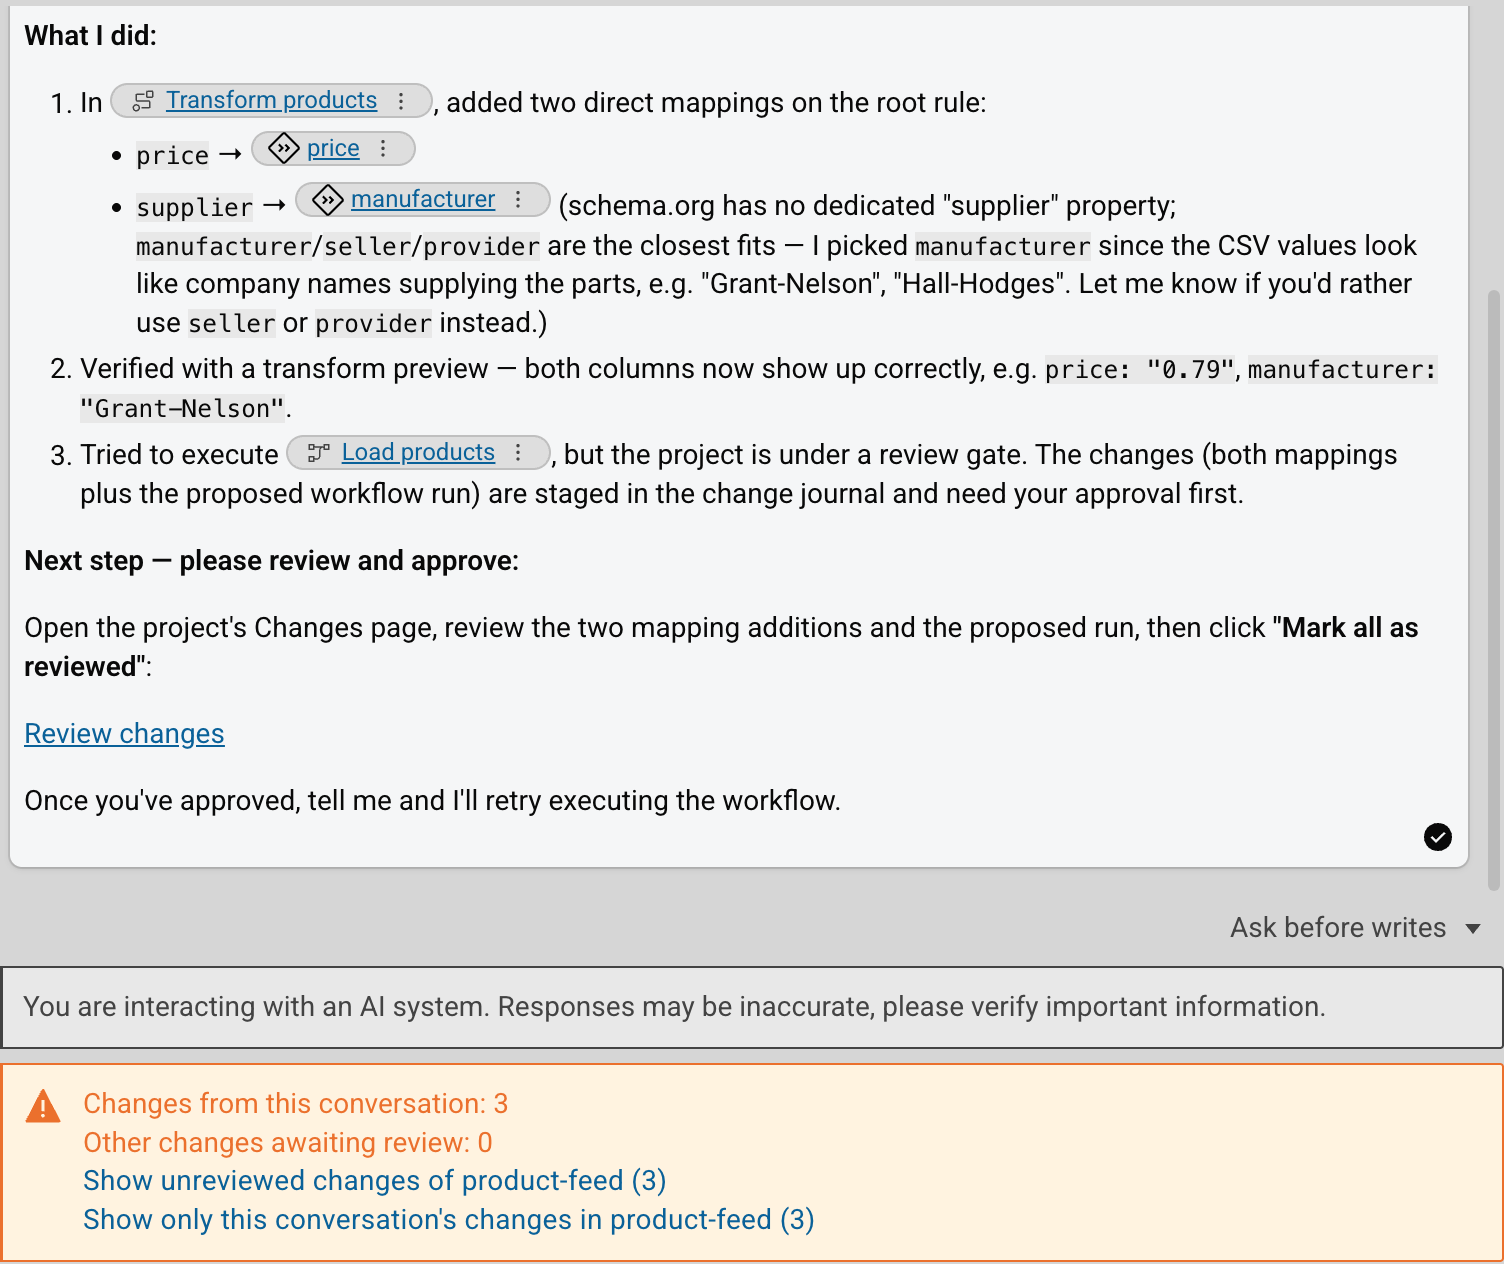 What I did:
1. In Transform products, added two direct mappings on the root rule:
• price → price
• supplier → manufacturer (schema.org has no dedicated "supplier" property;
manufacturer/seller/provider are the closest fits — I picked manufacturer since the CSV values look
like company names supplying the parts, e.g. "Grant-Nelson", "Hall-Hodges". Let me know if you'd rather
use seller or provider instead.)
2. Verified with a transform preview — both columns now show up correctly, e.g. price: "0.79", manufacturer:
"Grant-Nelson".
3. Tried to execute Load products, but the project is under a review gate. The changes (both mappings
plus the proposed workflow run) are staged in the change journal and need your approval first.
Next step — please review and approve:
Open the project's Changes page, review the two mapping additions and the proposed run, then click "Mark all as
reviewed":
Review changes
Once you've approved, tell me and I'll retry executing the workflow.
Ask before writes
You are interacting with an AI system. Responses may be inaccurate, please verify important information.
Changes from this conversation: 3
Other changes awaiting review: 0
Show unreviewed changes of product-feed (3)
Show only this conversation's changes in product-feed (3)